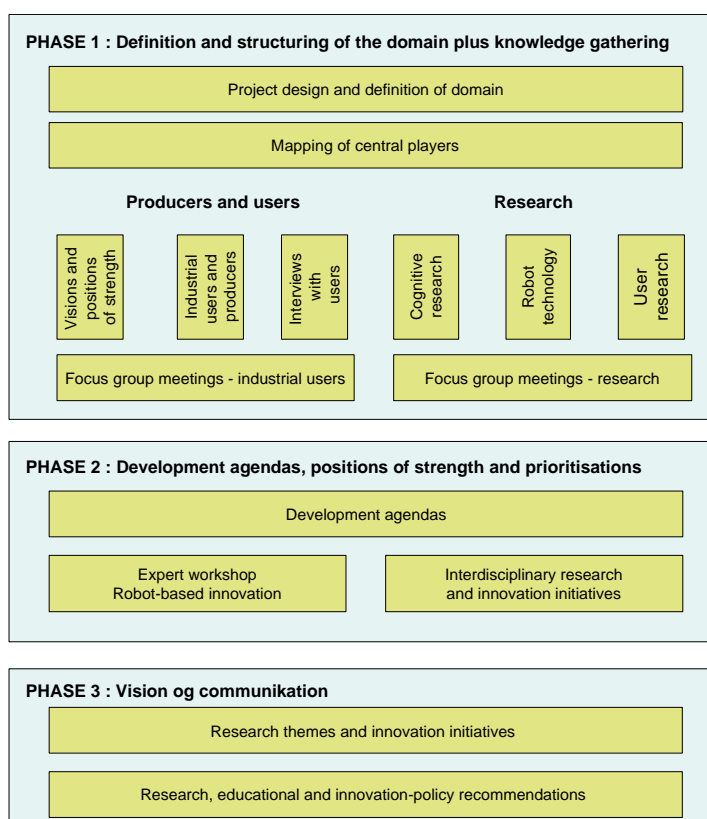 PHASE 1 : Definition and structuring of the domain plus knowledge gathering
Project design and definition of domain
Mapping of central players
Producers and users
Research
Visions and
positions
of strength
Industrial
users and
producers
Interviews
with
users
Cognitive
research
Robot
technology
User
research
Focus group meetings - industrial users
Focus group meetings - research
PHASE 2 : Development agendas, positions of strength and prioritisations
Development agendas
Expert workshop
Robot-based innovation
Interdisciplinary research
and innovation initiatives
PHASE 3 : Vision og communikation
Research themes and innovation initiatives
Research, educational and innovation-policy recommendations